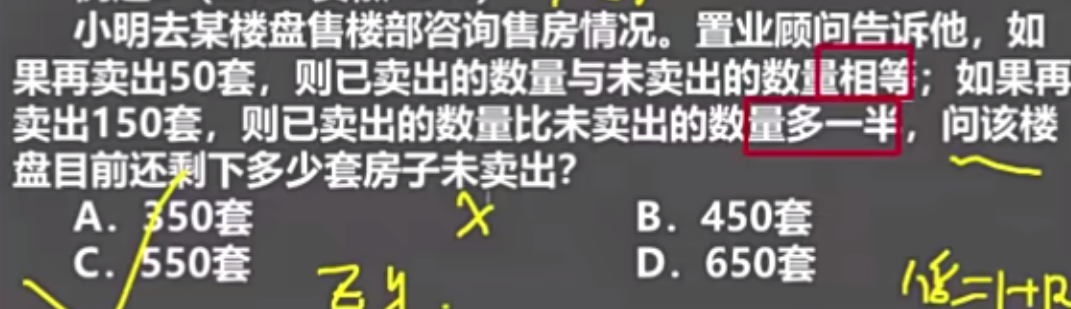 小明去某楼盘售楼部咨询售房情况。置业顾问告诉他，如
果再卖出50套，则已卖出的数量与未卖出的数量相等；如果再
卖出150套，则已卖出的数量比未卖出的数量多一半，问该楼
盘目前还剩下多少套房子未卖出？
A．350套 B．450套
x
C．550套 D．650套
y